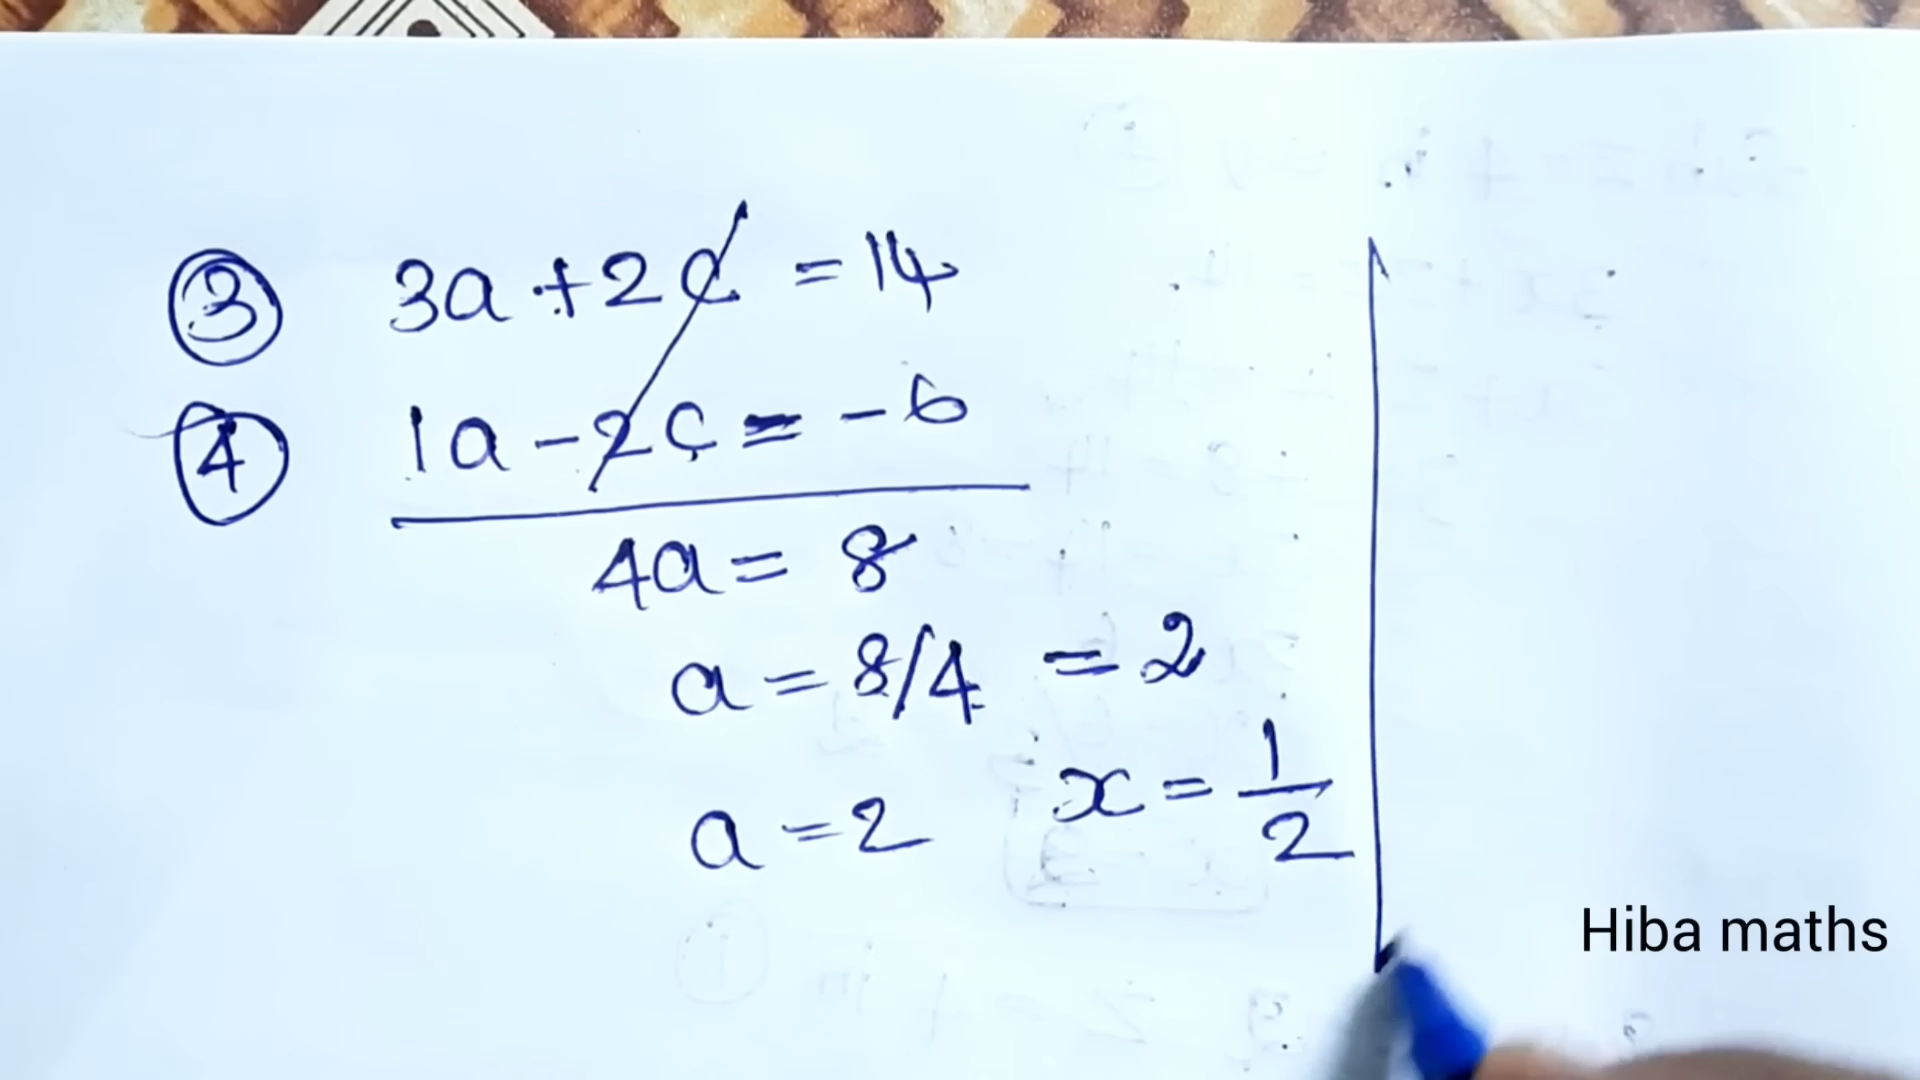 ③ 3a + 2c = 14
④ 1a - 2c = -6
4a = 8
a = 8/4 = 2
a = 2 x = 1/2
Hiba maths